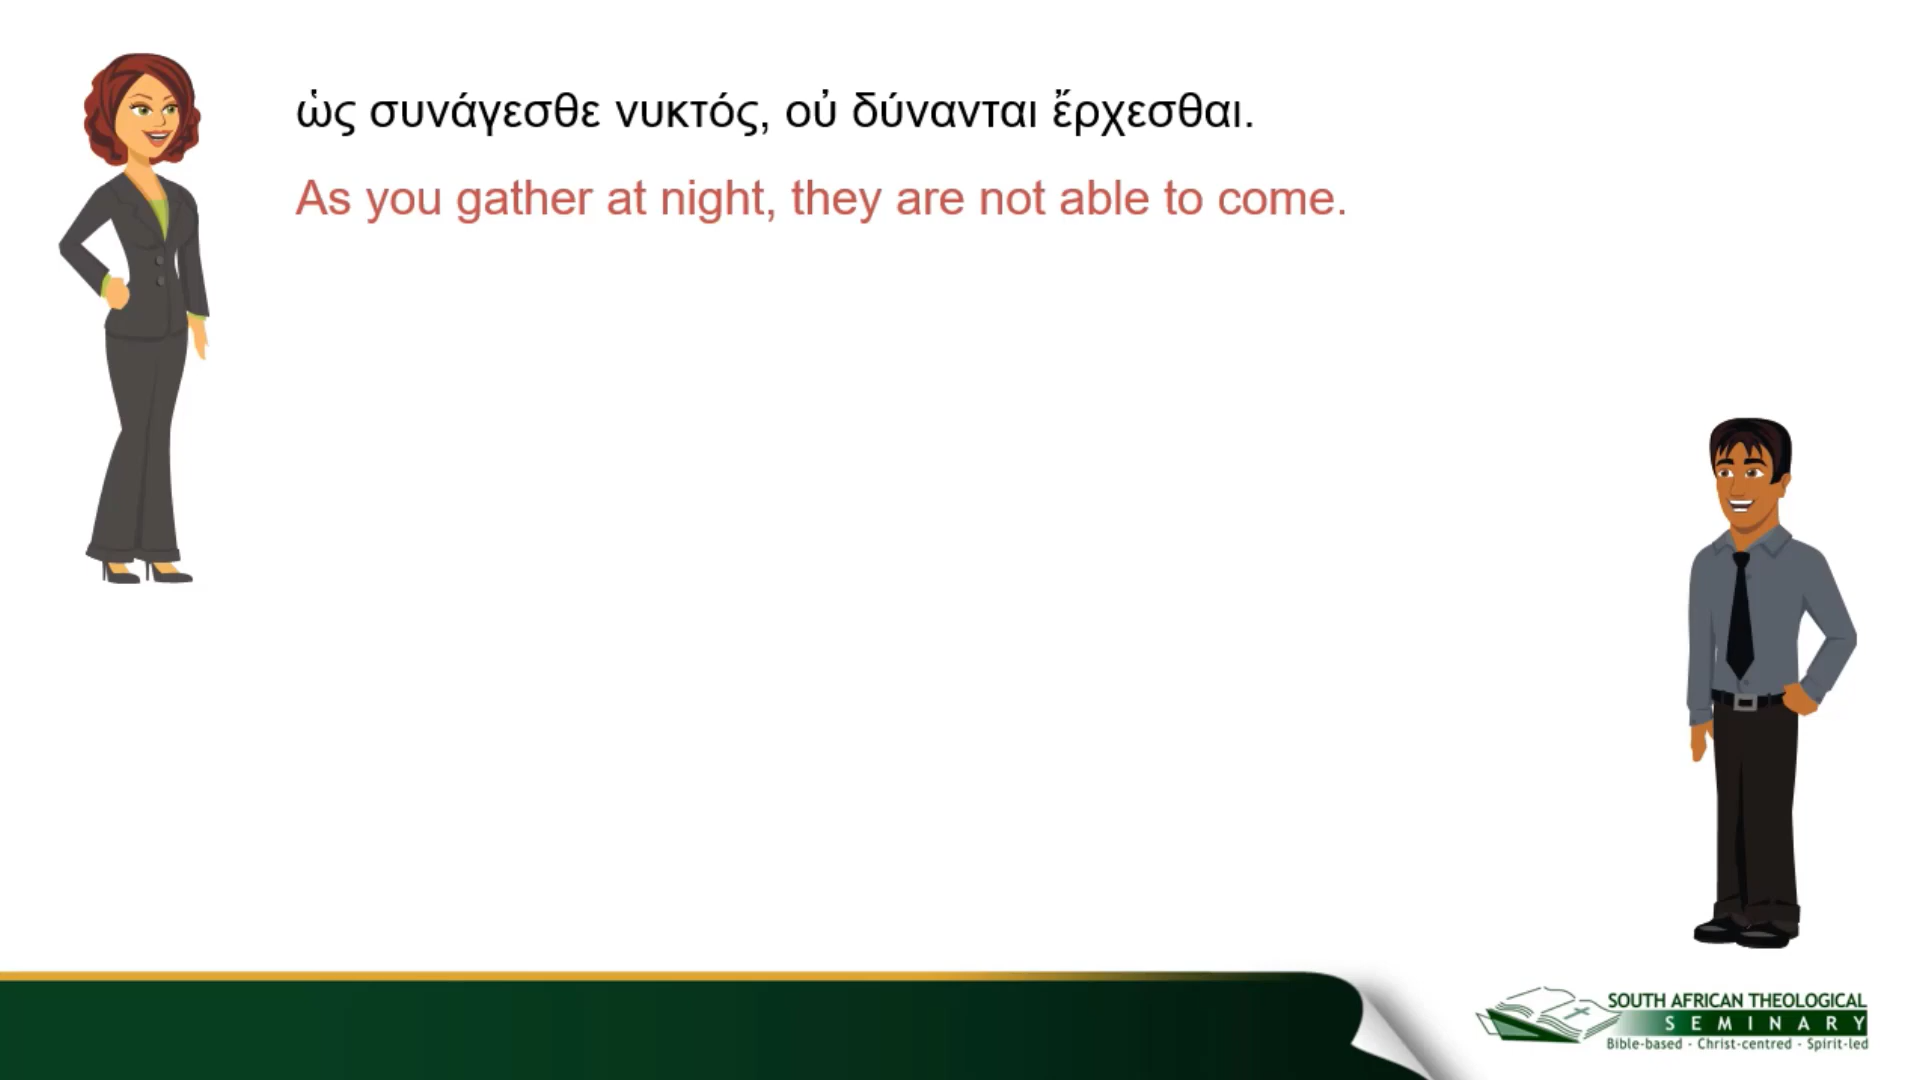 ὡς συνάγεσθε νυκτός, οὐ δύνανται ἔρχεσθαι.
As you gather at night, they are not able to come.
SOUTH AFRICAN THEOLOGICAL
SEMINARY
Bible-based - Christ-centred - Spirit-led